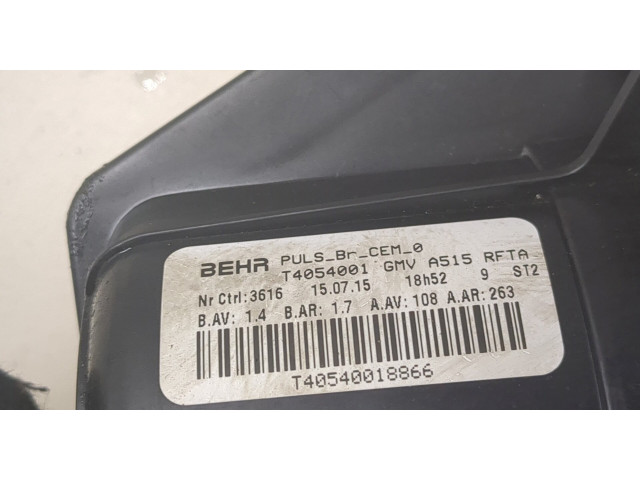 BEHR PULS_Br_CEM_0
T4054001 GMV A515 RFTA
Nr Ctrl:3616 15.07.15 18h52 9 ST2
B.AV: 1.4 B.AR: 1.7 A.AV: 108 A.AR: 263
T40540018866